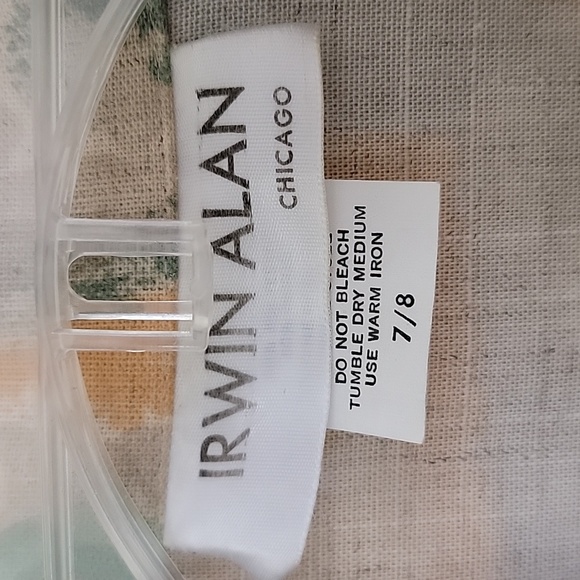 IRWIN ALAN
CHICAGO
DO NOT BLEACH
TUMBLE DRY MEDIUM
USE WARM IRON
7/8